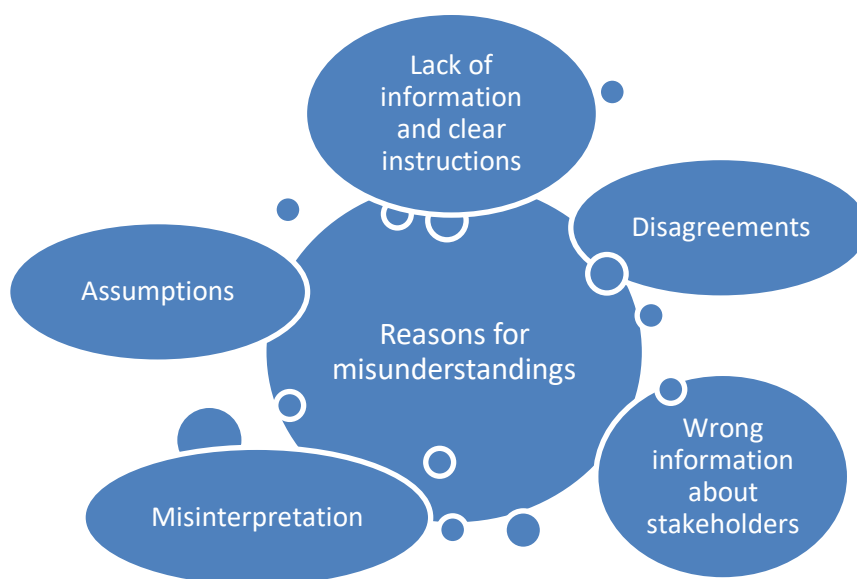 Lack of
information
and clear
instructions
Disagreements
Assumptions
Reasons for
misunderstandings
Wrong
information
about
stakeholders
Misinterpretation